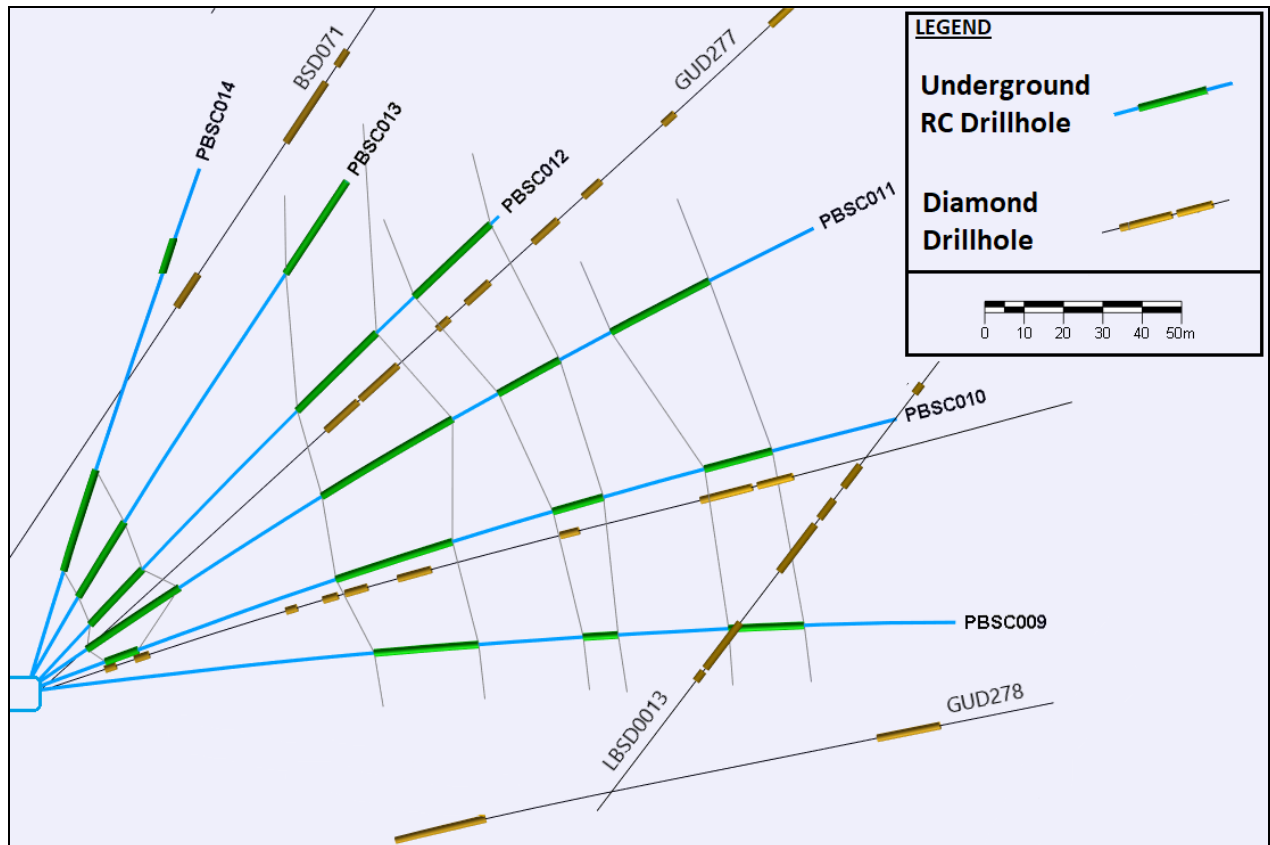 LEGEND
Underground
RC Drillhole
Diamond
Drillhole
0 10 20 30 40 50m
BSD071
GUD277
PBSC014
PBSC013
PBSC012
PBSC011
PBSC010
PBSC009
LBSD0013
GUD278